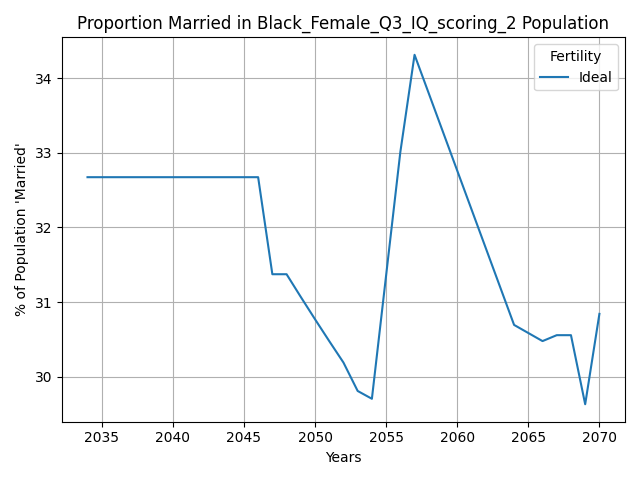 Proportion Married in Black_Female_Q3_IQ_scoring_2 Population
Fertility
Ideal
% of Population 'Married'
34
33
32
31
30
2035 2040 2045 2050 2055 2060 2065 2070
Years